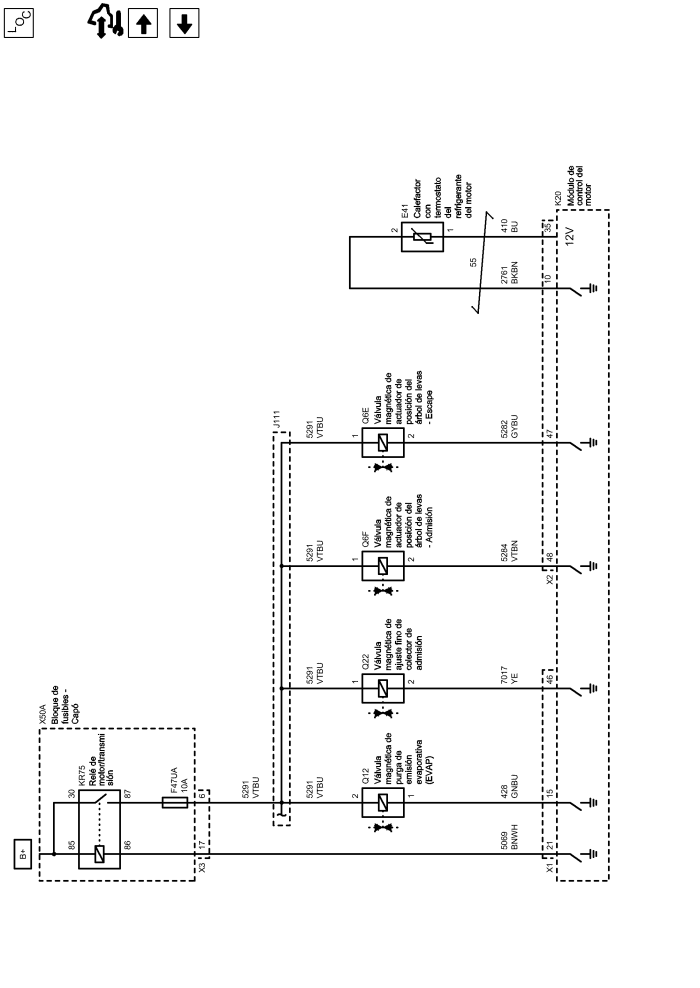 LOC
B+
X50A
Bloque de
fusibles -
Capó
KR75
Relé de
motor/transmi
sión
30
87
85
86
F47UA
10A
6
17
X3
5291
VTBU
J111
5291
VTBU
5291
VTBU
5291
VTBU
5291
VTBU
2
Q12
Válvula
magnética de
purga de
emisión
evaporativa
(EVAP)
1
1
Q22
Válvula
magnética de
ajuste fino de
colector de
admisión
2
1
Q6F
Válvula
magnética de
actuador de
posición del
árbol de levas
- Admisión
2
1
Q6E
Válvula
magnética de
actuador de
posición del
árbol de levas
- Escape
2
2
E41
Calefactor
con
termostato
del
refrigerante
del motor
1
55
5069
BNWH
428
GNBU
7017
YE
5284
VTBN
5282
GYBU
2761
BKBN
410
BU
X1
21
15
46
X2
48
47
10
35
12V
K20
Módulo de
control del
motor